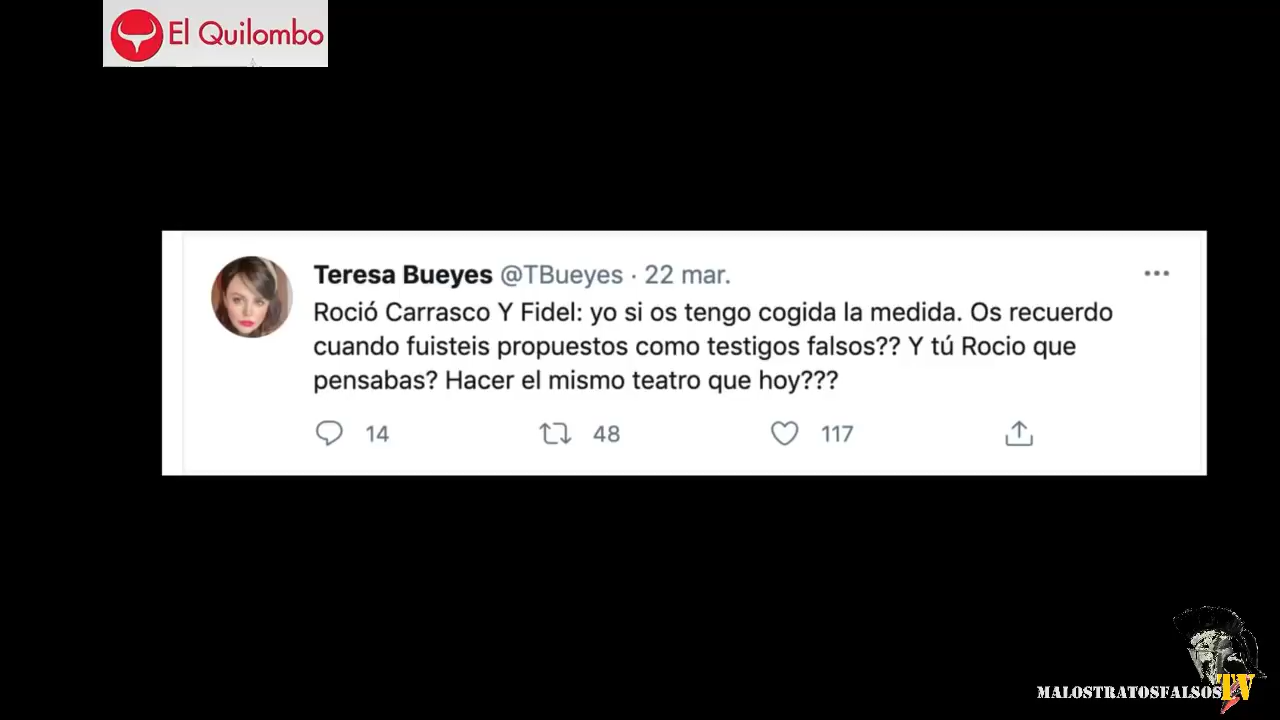 El Quilombo
Teresa Bueyes @TBueyes · 22 mar.
Roció Carrasco Y Fidel: yo si os tengo cogida la medida. Os recuerdo
cuando fuisteis propuestos como testigos falsos?? Y tú Rocio que
pensabas? Hacer el mismo teatro que hoy???
14 48 117
MALOSTRATOSFALSOSTV